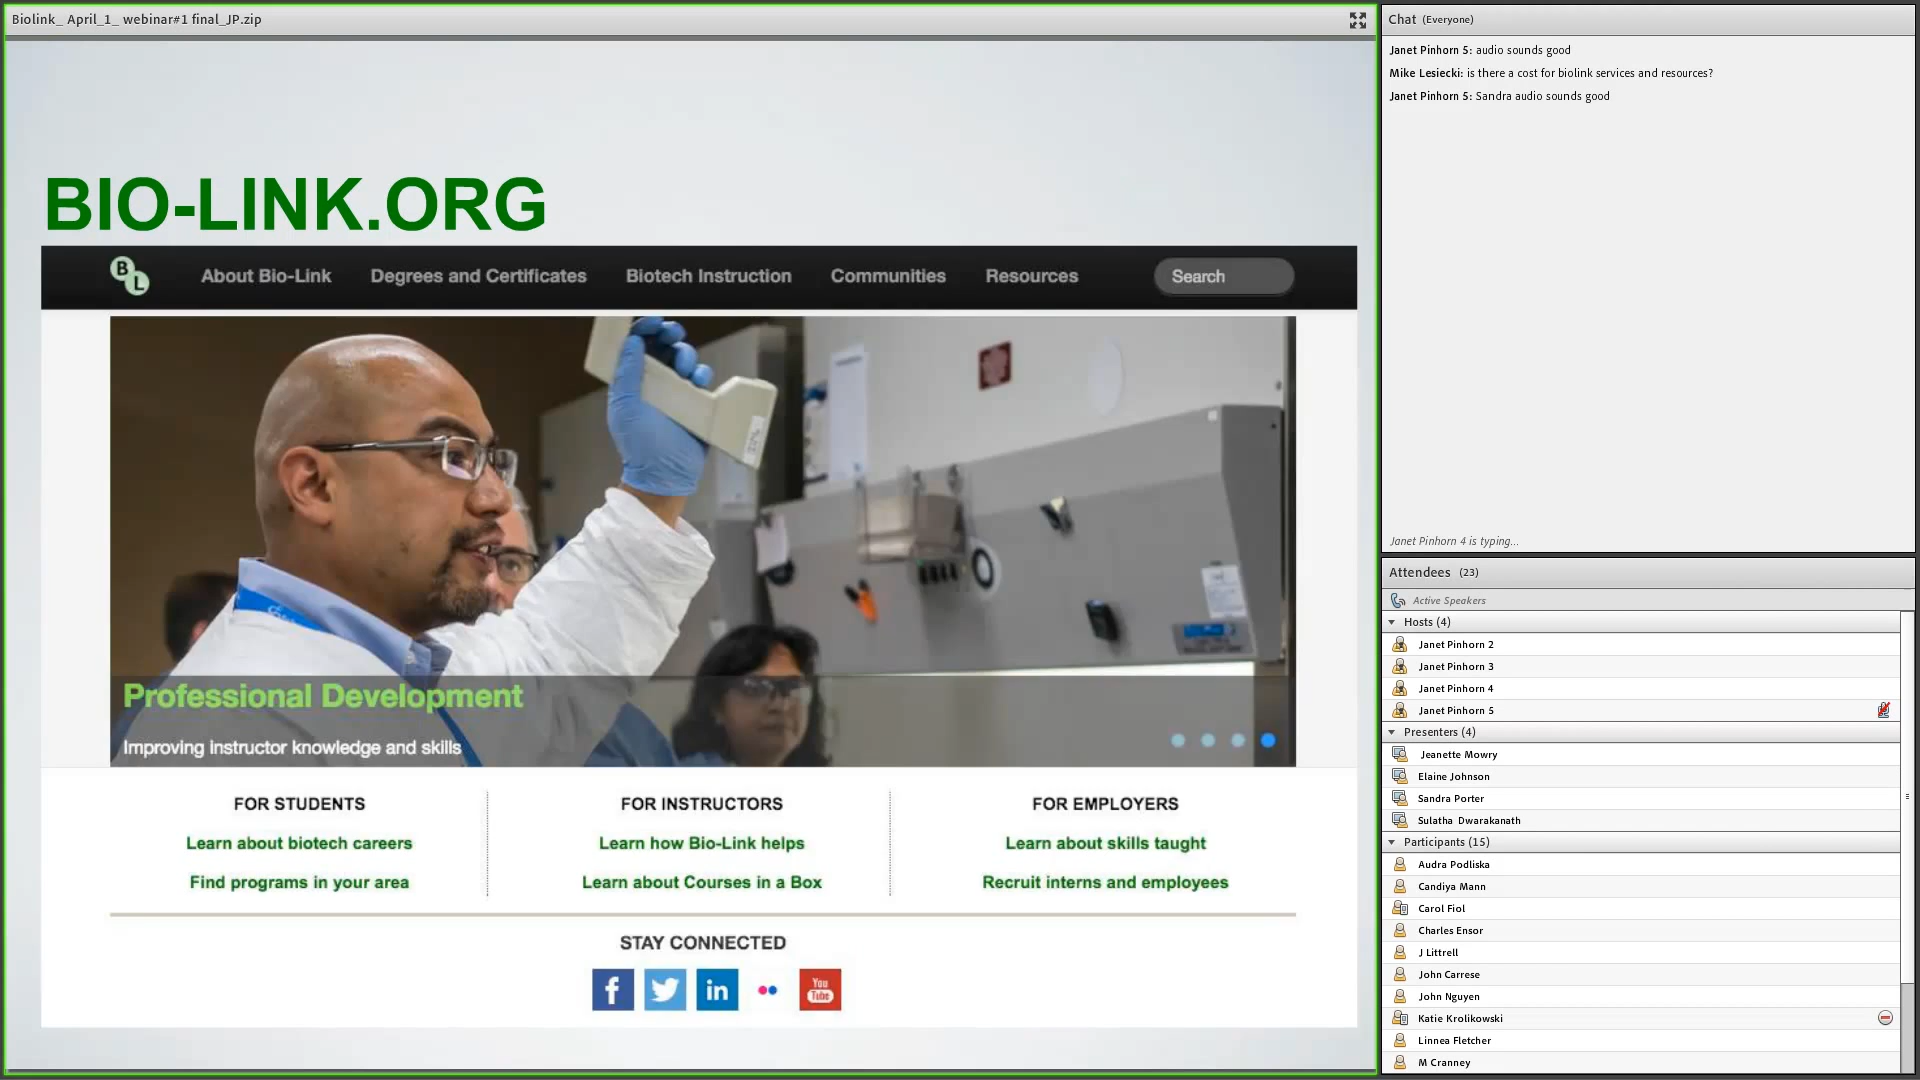 Biolink_ April_1_ webinar#1 final_JP.zip
BIO-LINK.ORG
B L
About Bio-Link
Degrees and Certificates
Biotech Instruction
Communities
Resources
Search
Professional Development
Improving instructor knowledge and skills
FOR STUDENTS
Learn about biotech careers
Find programs in your area
FOR INSTRUCTORS
Learn how Bio-Link helps
Learn about Courses in a Box
FOR EMPLOYERS
Learn about skills taught
Recruit interns and employees
STAY CONNECTED
f
in
You
Tube
Chat (Everyone)
Janet Pinhorn 5: audio sounds good
Mike Lesiecki: is there a cost for biolink services and resources?
Janet Pinhorn 5: Sandra audio sounds good
Janet Pinhorn 4 is typing...
Attendees (23)
Active Speakers
Hosts (4)
Janet Pinhorn 2
Janet Pinhorn 3
Janet Pinhorn 4
Janet Pinhorn 5
Presenters (4)
Jeanette Mowry
Elaine Johnson
Sandra Porter
Sulatha Dwarakanath
Participants (15)
Audra Podliska
Candiya Mann
Carol Fiol
Charles Ensor
J Littrell
John Carrese
John Nguyen
Katie Krolikowski
Linnea Fletcher
M Cranney